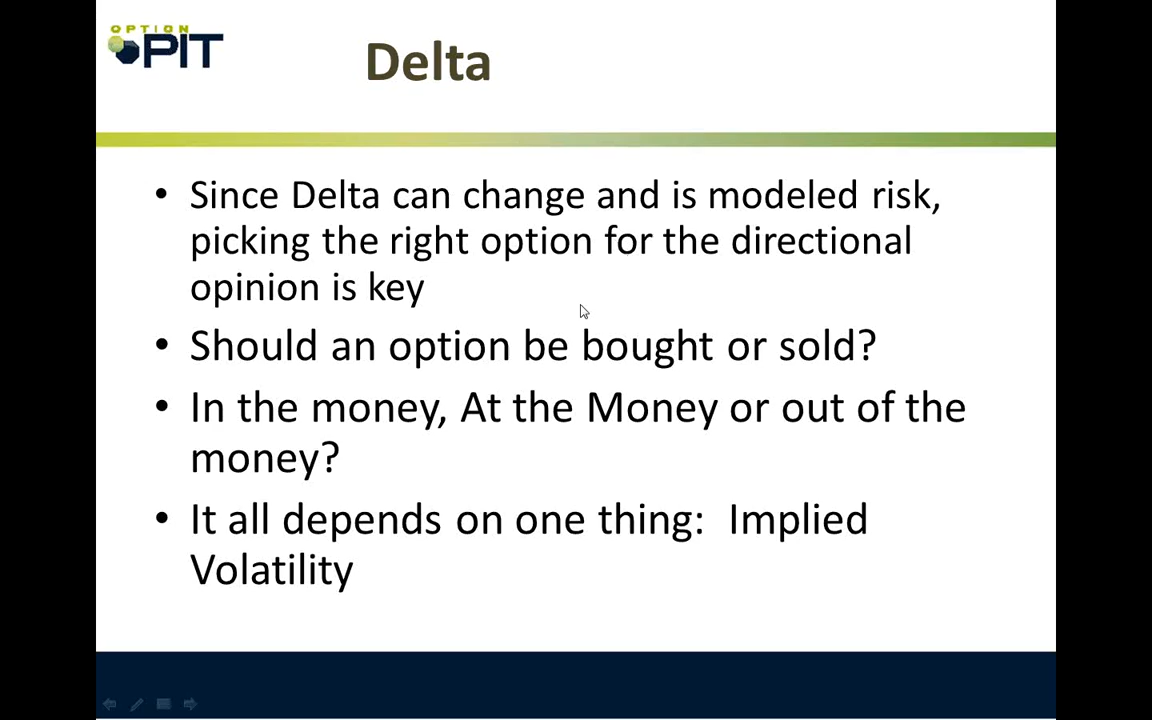 OPTION
PIT
Delta
• Since Delta can change and is modeled risk,
picking the right option for the directional
opinion is key
• Should an option be bought or sold?
• In the money, At the Money or out of the
money?
• It all depends on one thing:  Implied
Volatility